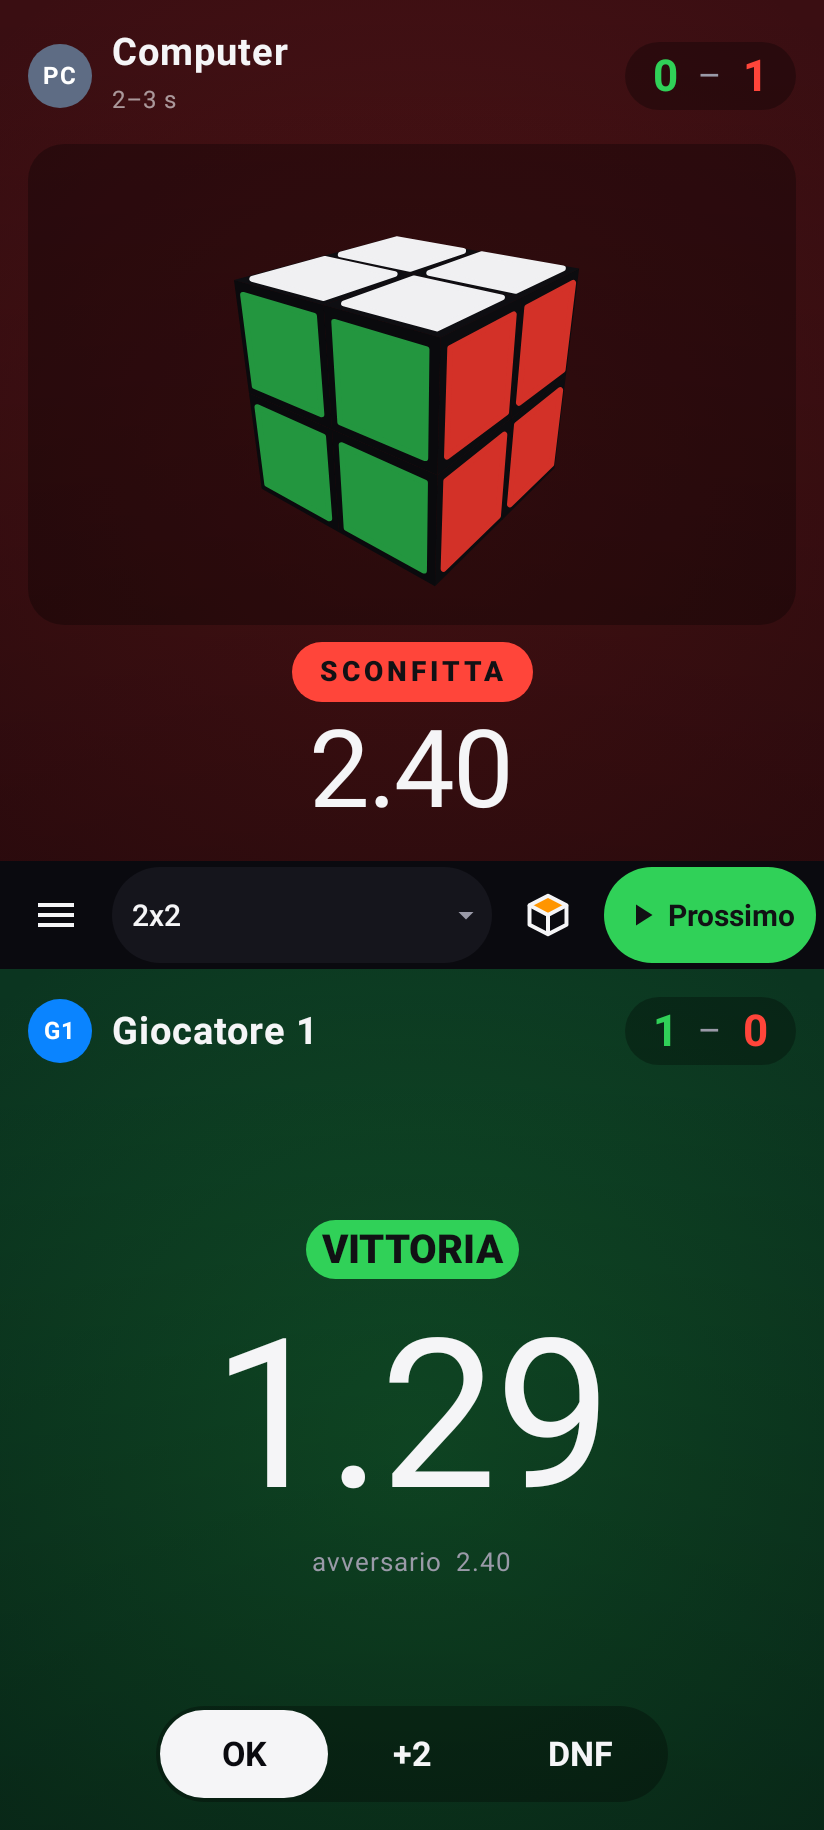 PC
Computer
2–3 s
0 – 1
SCONFITTA
2.40
2x2
Prossimo
G1
Giocatore 1
1 – 0
VITTORIA
1.29
avversario 2.40
OK
+2
DNF